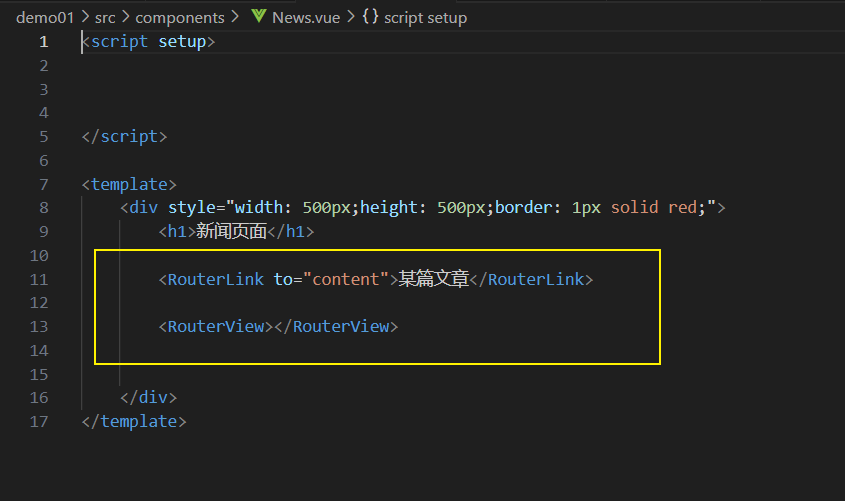 demo01 > src > components > News.vue > {} script setup
1 <script setup>
2
3
4
5 </script>
6
7 <template>
8 <div style="width: 500px;height: 500px;border: 1px solid red;">
9 <h1>新闻页面</h1>
10
11 <RouterLink to="content">某篇文章</RouterLink>
12
13 <RouterView></RouterView>
14
15
16 </div>
17 </template>